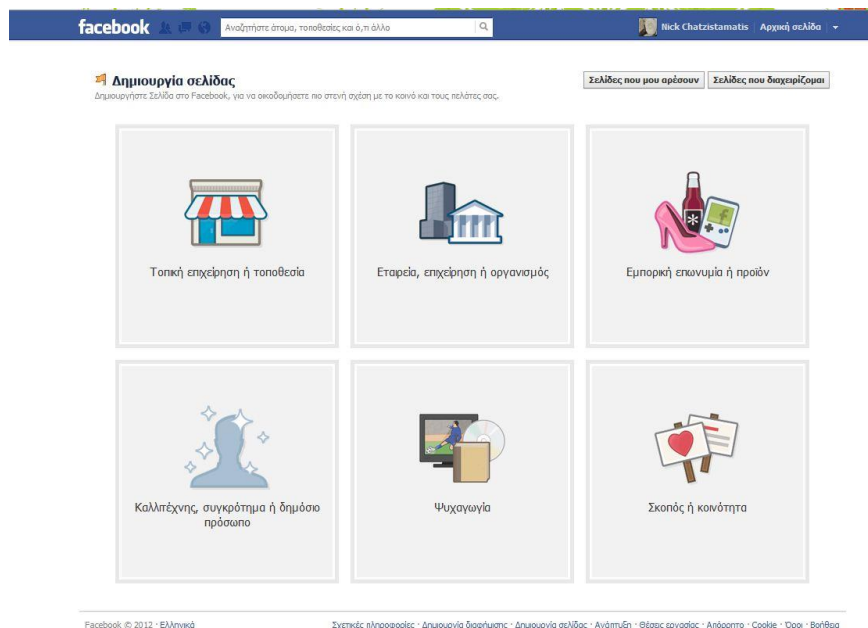 facebook
Αναζητήστε άτομα, τοποθεσίες και ό,τι άλλο
Nick Chatzistamatis
Αρχική σελίδα
Δημιουργία σελίδας
Σελίδες που μου αρέσουν
Σελίδες που διαχειρίζομαι
Δημιουργήστε Σελίδα στο Facebook, για να οικοδομήσετε πιο στενή σχέση με το κοινό και τους πελάτες σας.
Τοπική επιχείρηση ή τοποθεσία
Εταιρεία, επιχείρηση ή οργανισμός
Εμπορική επωνυμία ή προϊόν
Καλλιτέχνης, συγκρότημα ή δημόσιο
πρόσωπο
Ψυχαγωγία
Σκοπός ή κοινότητα
Facebook © 2012 · Ελληνικά
Σχετικές πληροφορίες · Δημιουργία διαφήμισης · Δημιουργία σελίδας · Ανάπτυξη · Θέσεις εργασίας · Απόρρητο · Cookie · Όροι · Βοήθεια